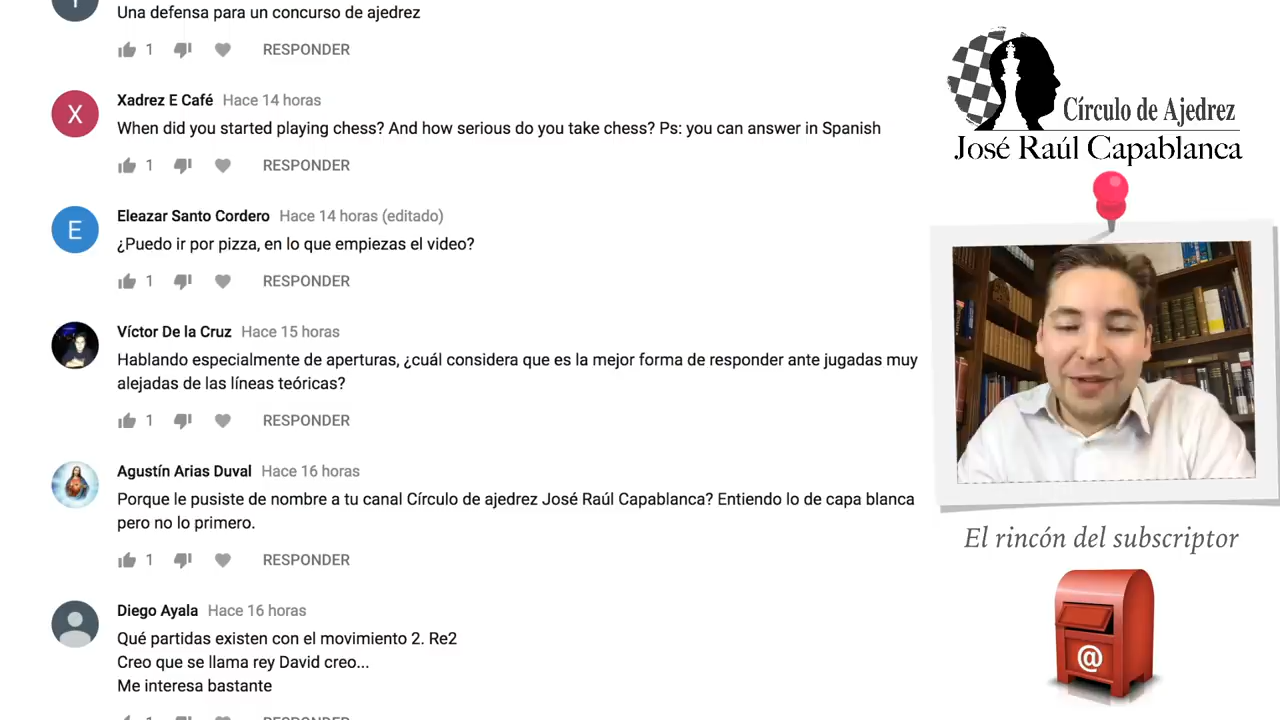 Una defensa para un concurso de ajedrez
1
RESPONDER
X
Xadrez E Café Hace 14 horas
When did you started playing chess? And how serious do you take chess? Ps: you can answer in Spanish
1
RESPONDER
E
Eleazar Santo Cordero Hace 14 horas (editado)
¿Puedo ir por pizza, en lo que empiezas el video?
1
RESPONDER
Víctor De la Cruz Hace 15 horas
Hablando especialmente de aperturas, ¿cuál considera que es la mejor forma de responder ante jugadas muy
alejadas de las líneas teóricas?
1
RESPONDER
Agustín Arias Duval Hace 16 horas
Porque le pusiste de nombre a tu canal Círculo de ajedrez José Raúl Capablanca? Entiendo lo de capa blanca
pero no lo primero.
1
RESPONDER
Diego Ayala Hace 16 horas
Qué partidas existen con el movimiento 2. Re2
Creo que se llama rey David creo...
Me interesa bastante
Círculo de Ajedrez
José Raúl Capablanca
El rincón del subscriptor
@